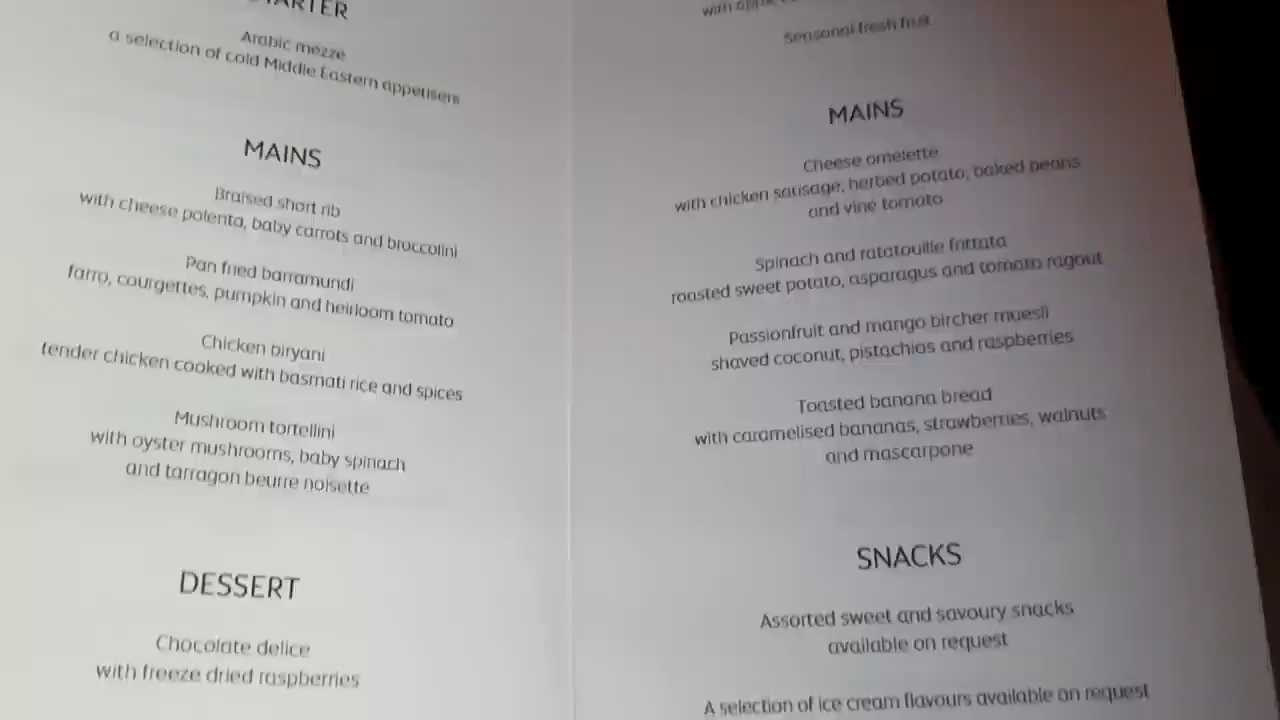 STARTER
Arabic mezze
a selection of cold Middle Eastern appetisers
MAINS
Braised short rib
with cheese polenta, baby carrots and broccolini
Pan fried barramundi
farro, courgettes, pumpkin and heirloom tomato
Chicken biryani
tender chicken cooked with basmati rice and spices
Mushroom tortellini
with oyster mushrooms, baby spinach
and tarragon beurre noisette
DESSERT
Chocolate delice
with freeze dried raspberries
Seasonal fresh fruit
MAINS
Cheese omelette
with chicken sausage, herbed potato, baked beans
and vine tomato
Spinach and ratatouille frittata
roasted sweet potato, asparagus and tomato ragout
Passionfruit and mango bircher muesli
shaved coconut, pistachios and raspberries
Toasted banana bread
with caramelised bananas, strawberries, walnuts
and mascarpone
SNACKS
Assorted sweet and savoury snacks
available on request
A selection of ice cream flavours available on request